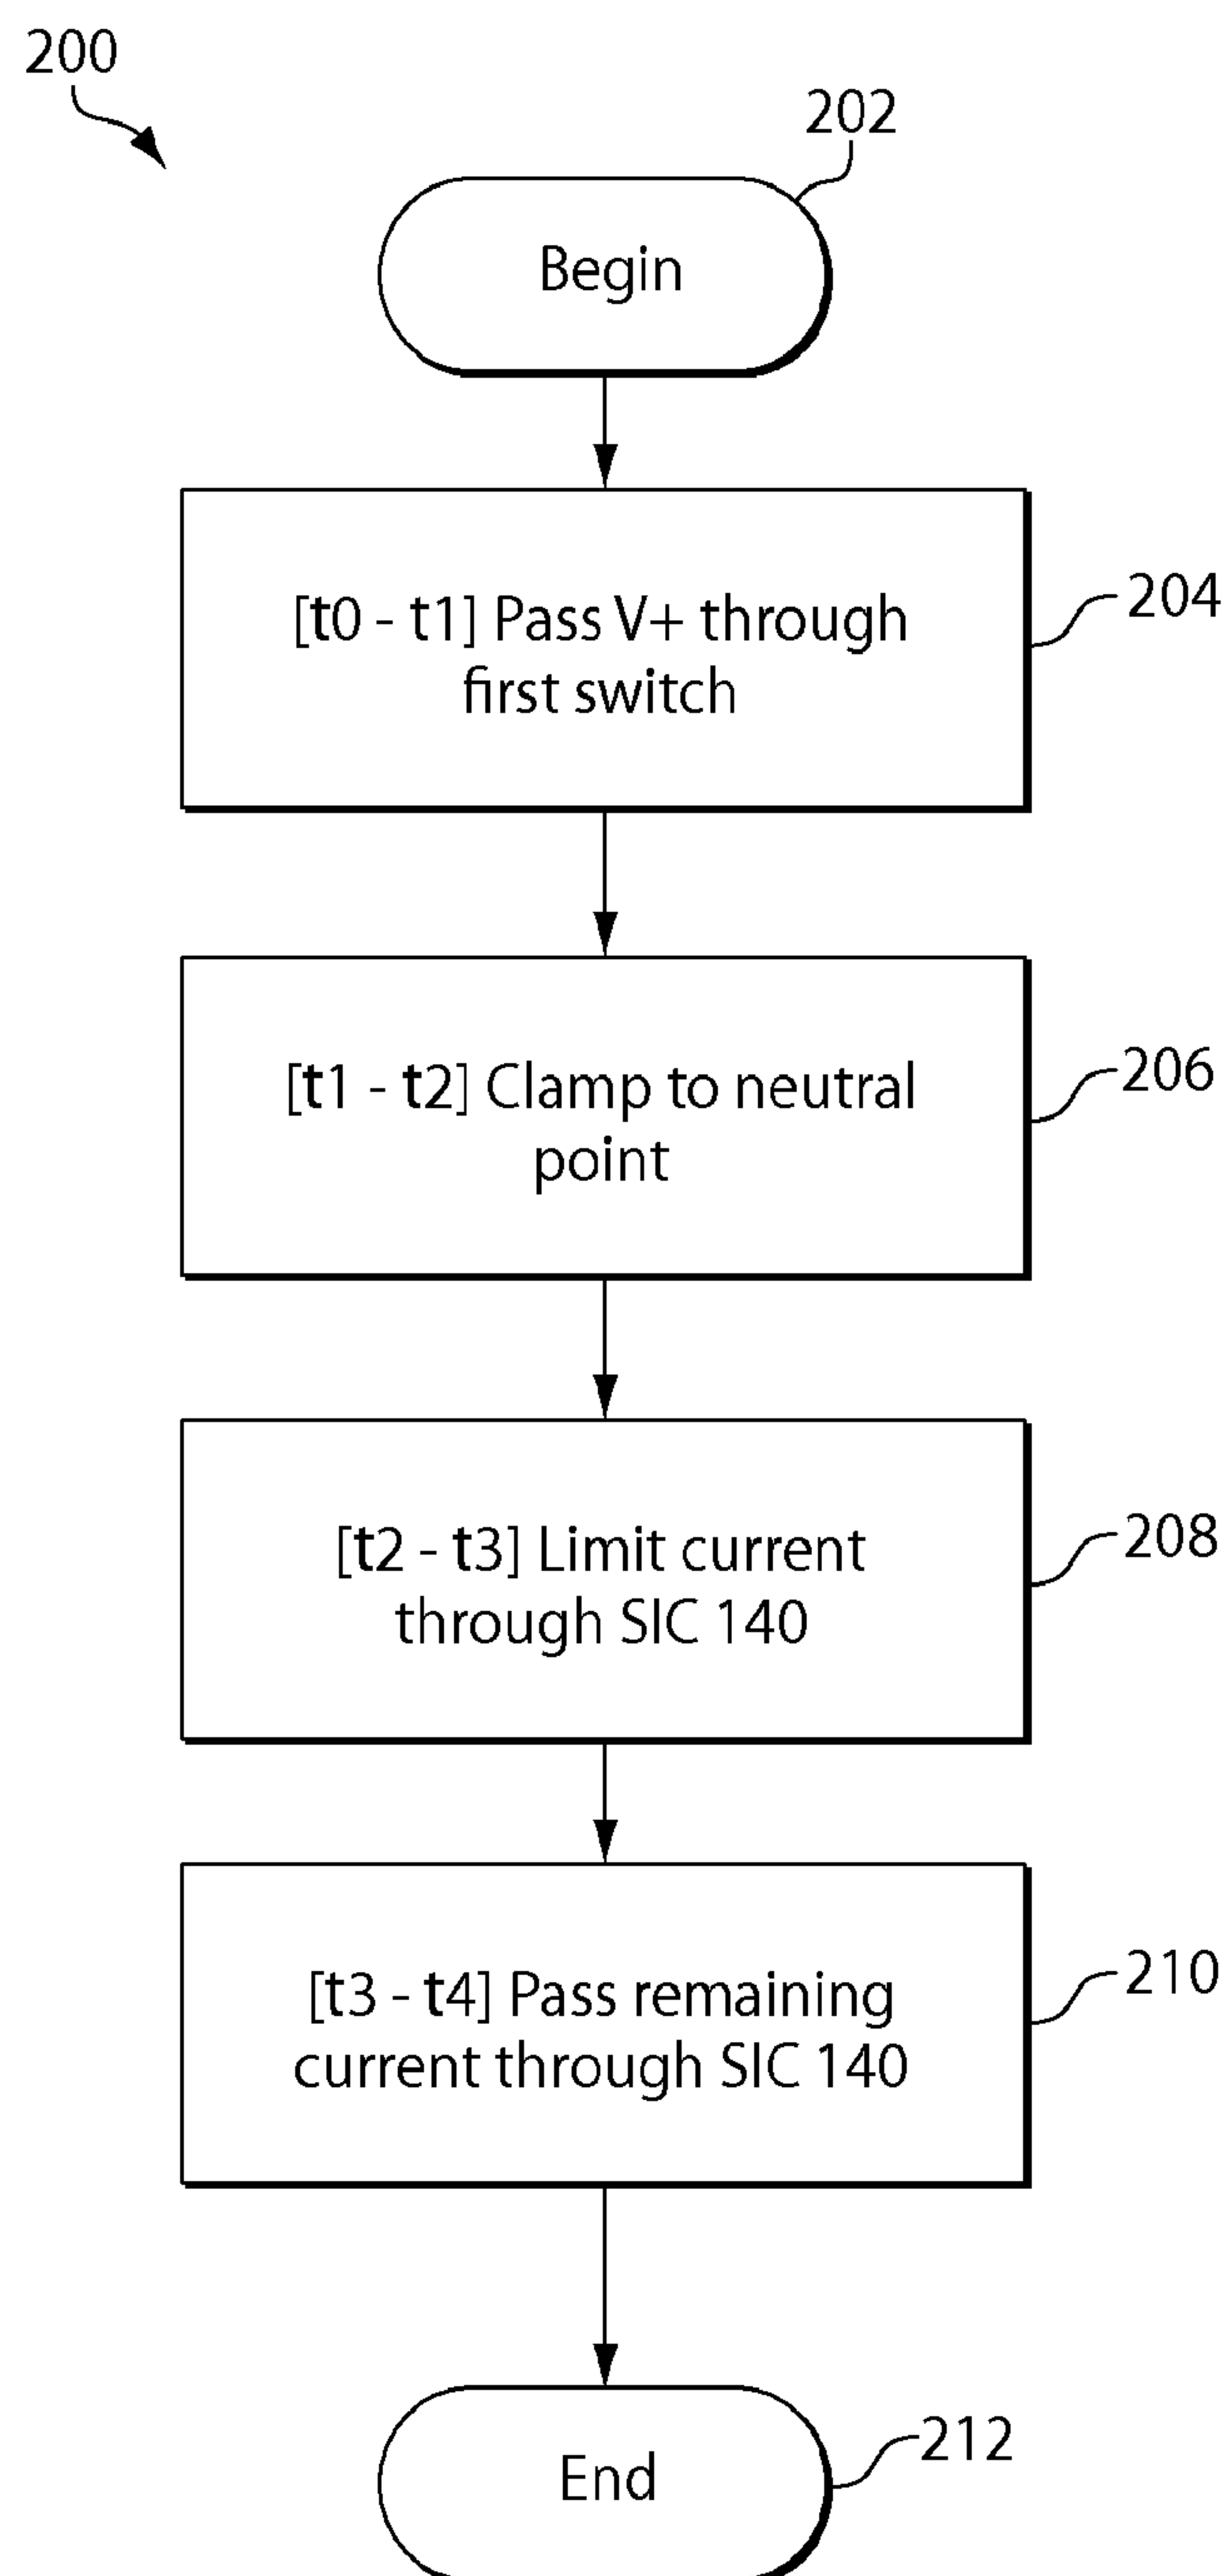 200
202
Begin
[t0 - t1] Pass V+ through
first switch
204
[t1 - t2] Clamp to neutral
point
206
[t2 - t3] Limit current
through SIC 140
208
[t3 - t4] Pass remaining
current through SIC 140
210
End
212